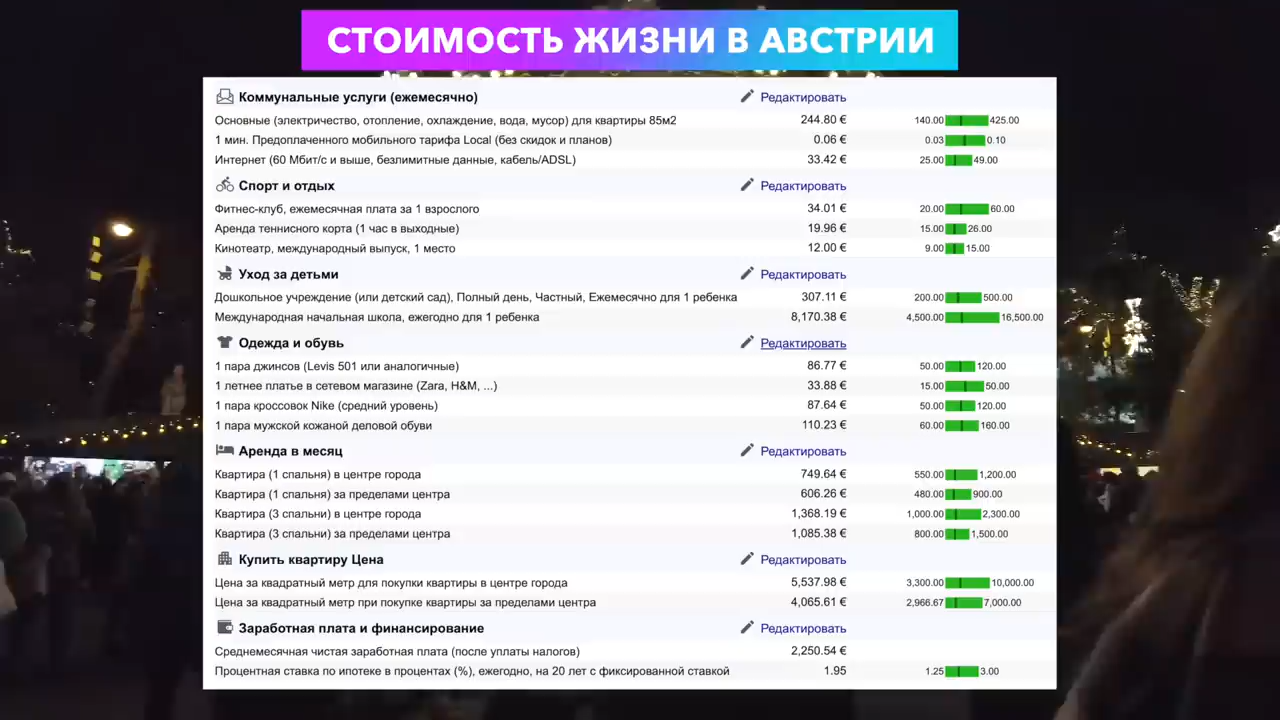 СТОИМОСТЬ ЖИЗНИ В АВСТРИИ
Коммунальные услуги (ежемесячно) Редактировать
Основные (электричество, отопление, охлаждение, вода, мусор) для квартиры 85м2 244.80 € 140.00 425.00
1 мин. Предоплаченного мобильного тарифа Local (без скидок и планов) 0.06 € 0.03 0.10
Интернет (60 Мбит/с и выше, безлимитные данные, кабель/ADSL) 33.42 € 25.00 49.00
Спорт и отдых Редактировать
Фитнес-клуб, ежемесячная плата за 1 взрослого 34.01 € 20.00 60.00
Аренда теннисного корта (1 час в выходные) 19.96 € 15.00 26.00
Кинотеатр, международный выпуск, 1 место 12.00 € 9.00 15.00
Уход за детьми Редактировать
Дошкольное учреждение (или детский сад), Полный день, Частный, Ежемесячно для 1 ребенка 307.11 € 200.00 500.00
Международная начальная школа, ежегодно для 1 ребенка 8,170.38 € 4,500.00 16,500.00
Одежда и обувь Редактировать
1 пара джинсов (Levis 501 или аналогичные) 86.77 € 50.00 120.00
1 летнее платье в сетевом магазине (Zara, H&M, ...) 33.88 € 15.00 50.00
1 пара кроссовок Nike (средний уровень) 87.64 € 50.00 120.00
1 пара мужской кожаной деловой обуви 110.23 € 60.00 160.00
Аренда в месяц Редактировать
Квартира (1 спальня) в центре города 749.64 € 550.00 1,200.00
Квартира (1 спальня) за пределами центра 606.26 € 480.00 900.00
Квартира (3 спальни) в центре города 1,368.19 € 1,000.00 2,300.00
Квартира (3 спальни) за пределами центра 1,085.38 € 800.00 1,500.00
Купить квартиру Цена Редактировать
Цена за квадратный метр для покупки квартиры в центре города 5,537.98 € 3,300.00 10,000.00
Цена за квадратный метр при покупке квартиры за пределами центра 4,065.61 € 2,966.67 7,000.00
Заработная плата и финансирование Редактировать
Среднемесячная чистая заработная плата (после уплаты налогов) 2,250.54 €
Процентная ставка по ипотеке в процентах (%), ежегодно, на 20 лет с фиксированной ставкой 1.95 1.25 3.00